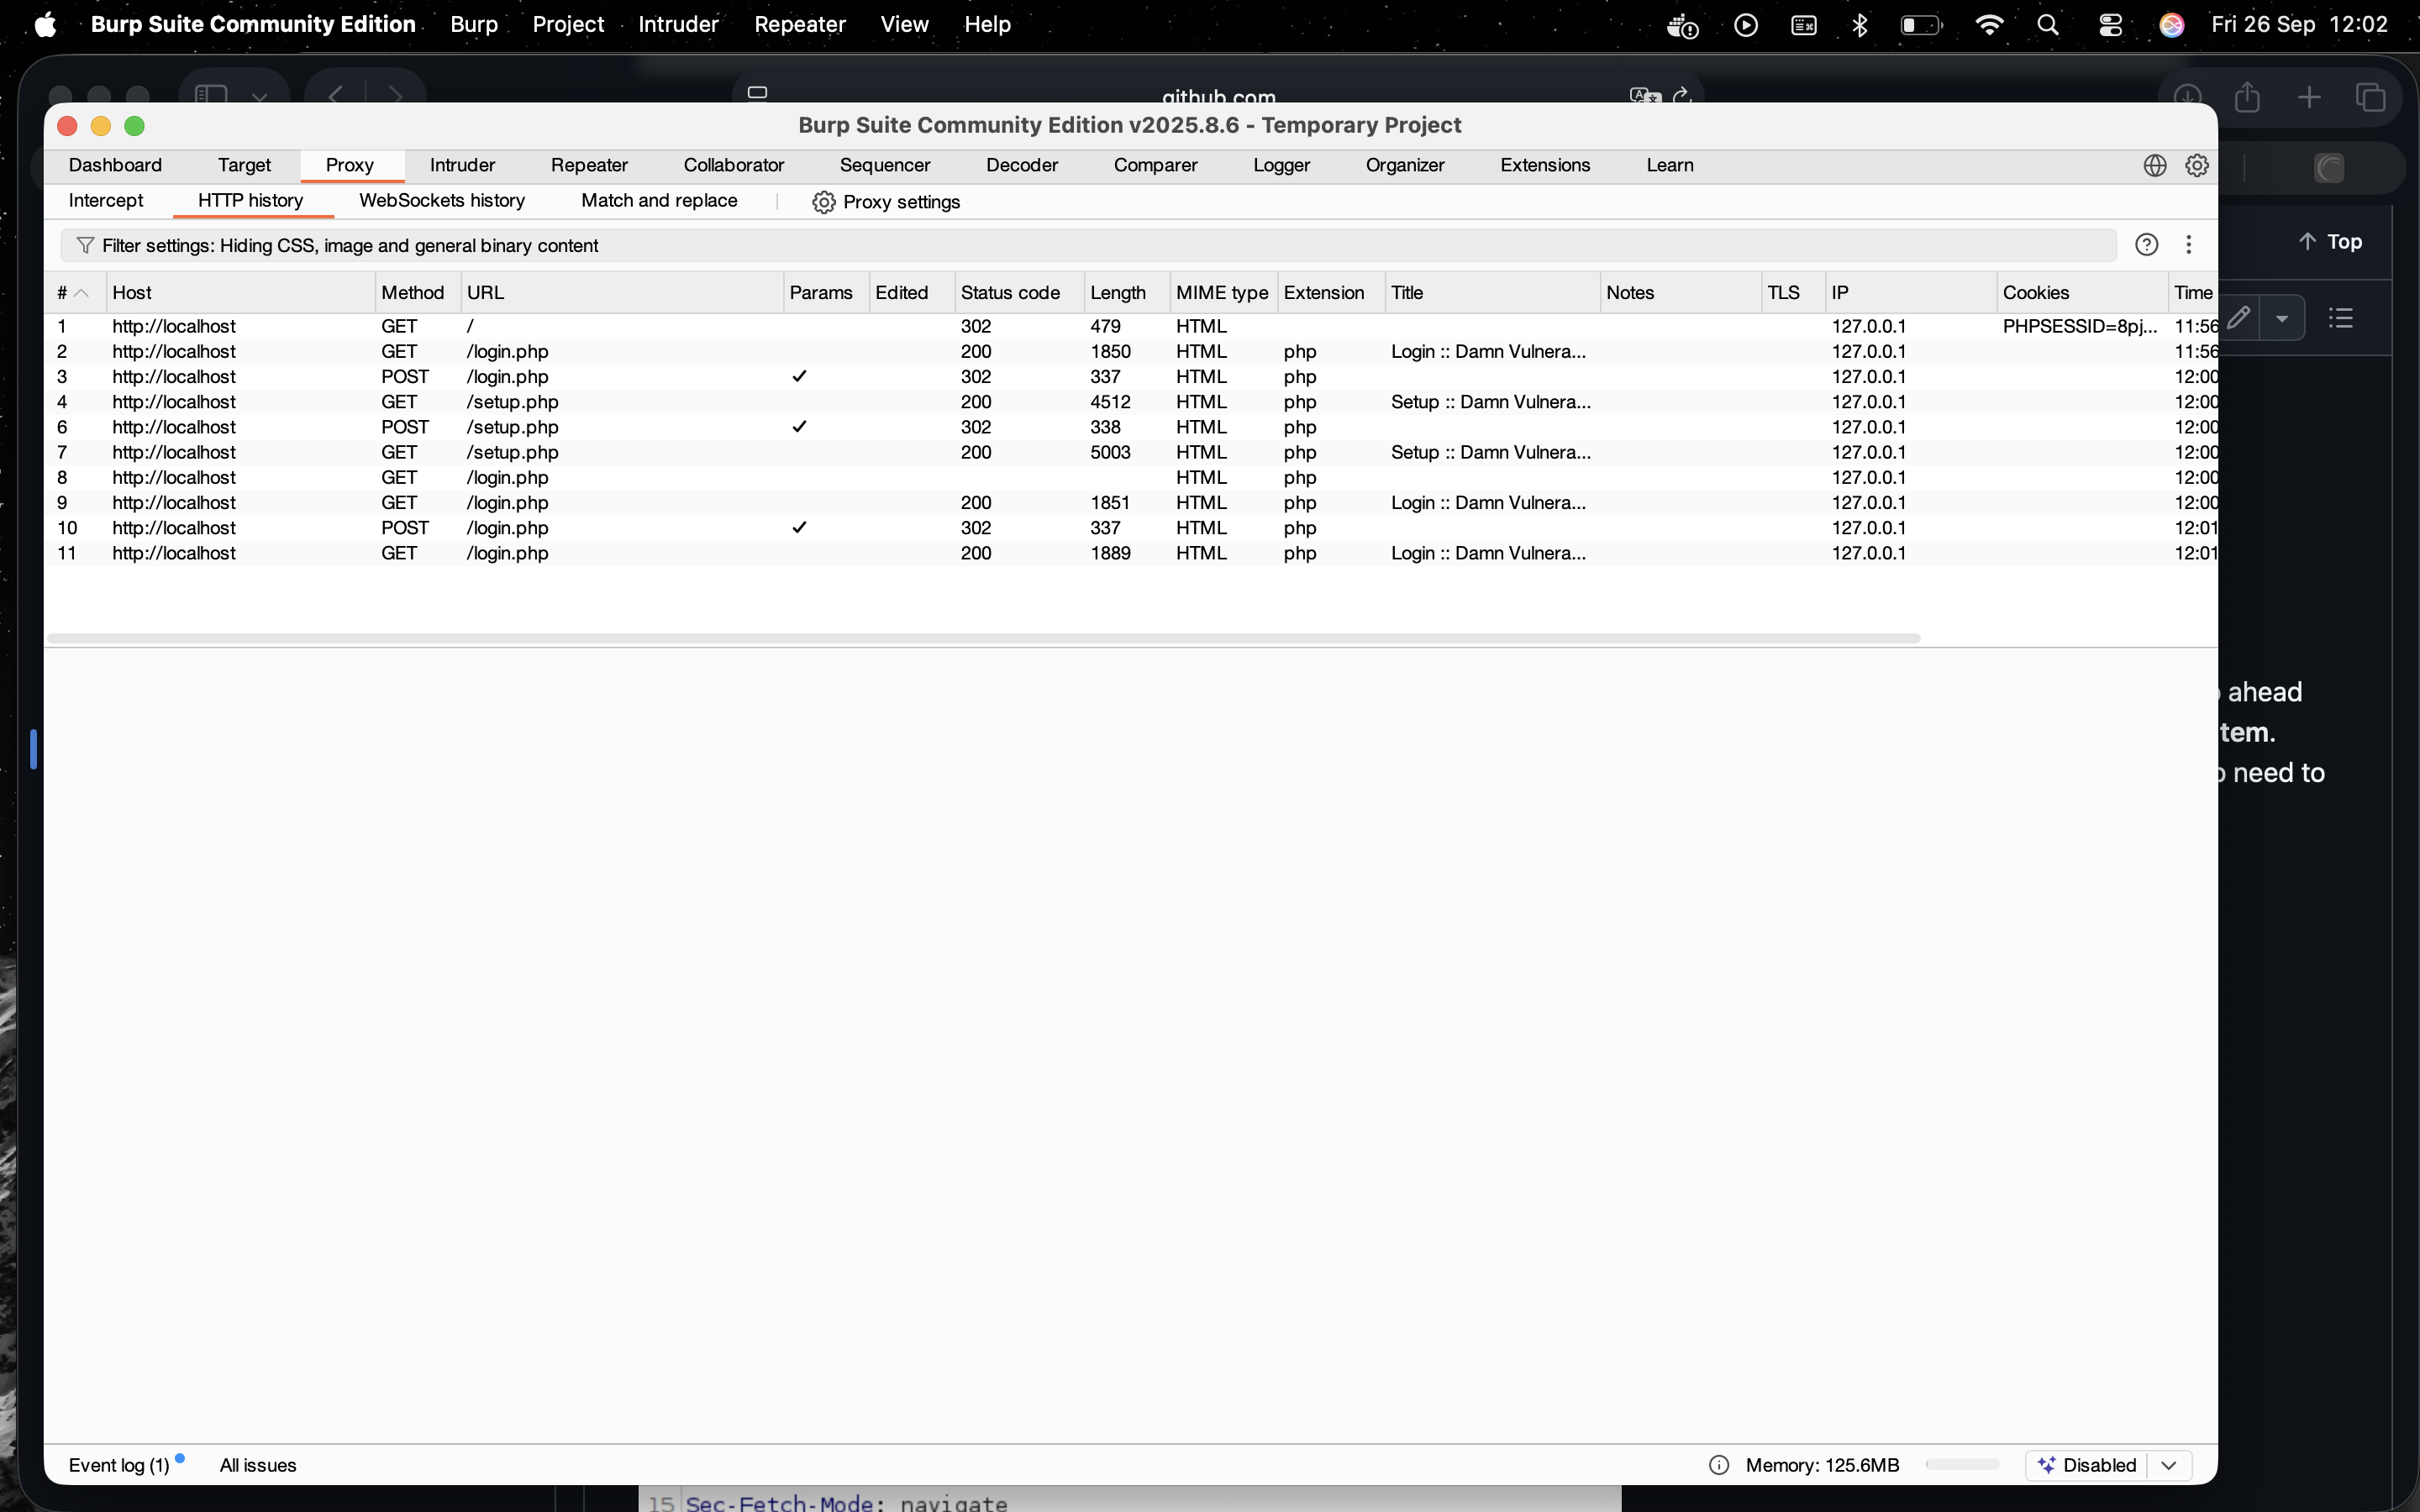 Burp Suite Community Edition Burp Project Intruder Repeater View Help Fri 26 Sep 12:02
github.com
Burp Suite Community Edition v2025.8.6 - Temporary Project
Dashboard Target Proxy Intruder Repeater Collaborator Sequencer Decoder Comparer Logger Organizer Extensions Learn
Intercept HTTP history WebSockets history Match and replace Proxy settings
Filter settings: Hiding CSS, image and general binary content
Top
# Host Method URL Params Edited Status code Length MIME type Extension Title Notes TLS IP Cookies Time
1 http://localhost GET / 302 479 HTML 127.0.0.1 PHPSESSID=8pj... 11:56
2 http://localhost GET /login.php 200 1850 HTML php Login :: Damn Vulnera... 127.0.0.1 11:56
3 http://localhost POST /login.php ✓ 302 337 HTML php 127.0.0.1 12:00
4 http://localhost GET /setup.php 200 4512 HTML php Setup :: Damn Vulnera... 127.0.0.1 12:00
6 http://localhost POST /setup.php ✓ 302 338 HTML php 127.0.0.1 12:00
7 http://localhost GET /setup.php 200 5003 HTML php Setup :: Damn Vulnera... 127.0.0.1 12:00
8 http://localhost GET /login.php HTML php 127.0.0.1 12:00
9 http://localhost GET /login.php 200 1851 HTML php Login :: Damn Vulnera... 127.0.0.1 12:00
10 http://localhost POST /login.php ✓ 302 337 HTML php 127.0.0.1 12:01
11 http://localhost GET /login.php 200 1889 HTML php Login :: Damn Vulnera... 127.0.0.1 12:01
ahead
tem.
need to
Event log (1) All issues Memory: 125.6MB Disabled
15 Sec-Fetch-Mode: navigate